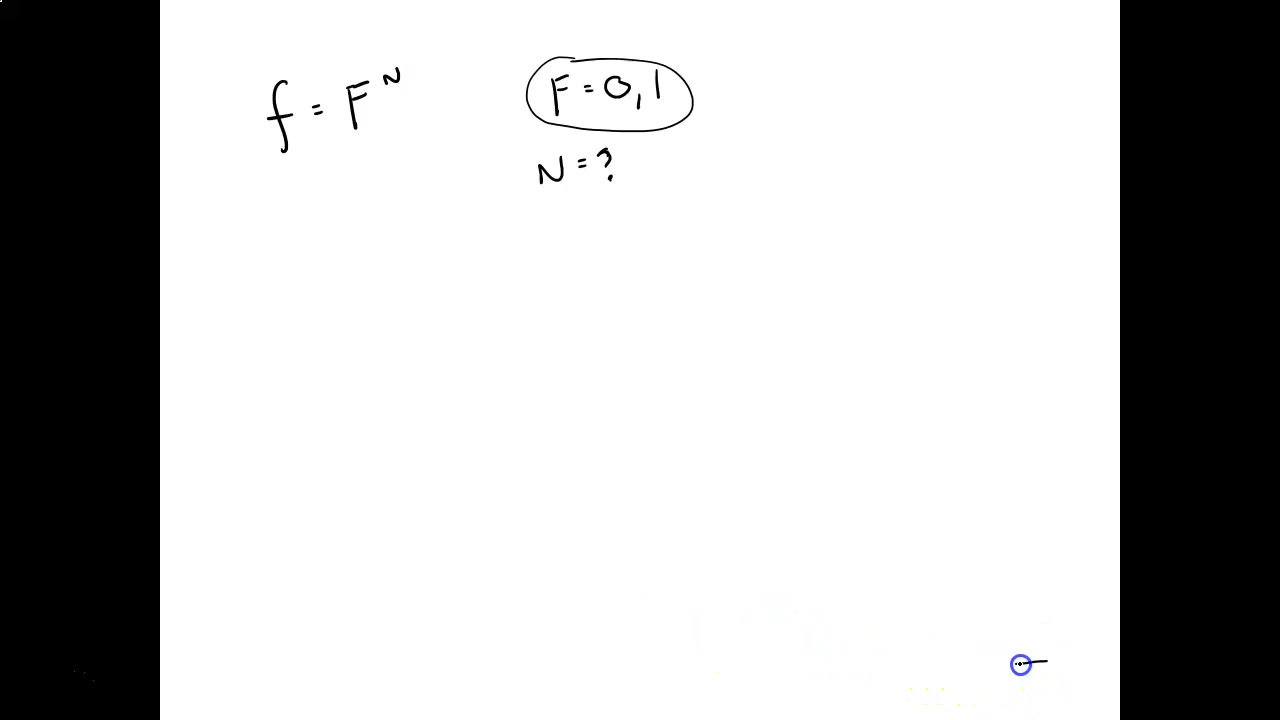 f = F^N
F = 0,1
N = ?